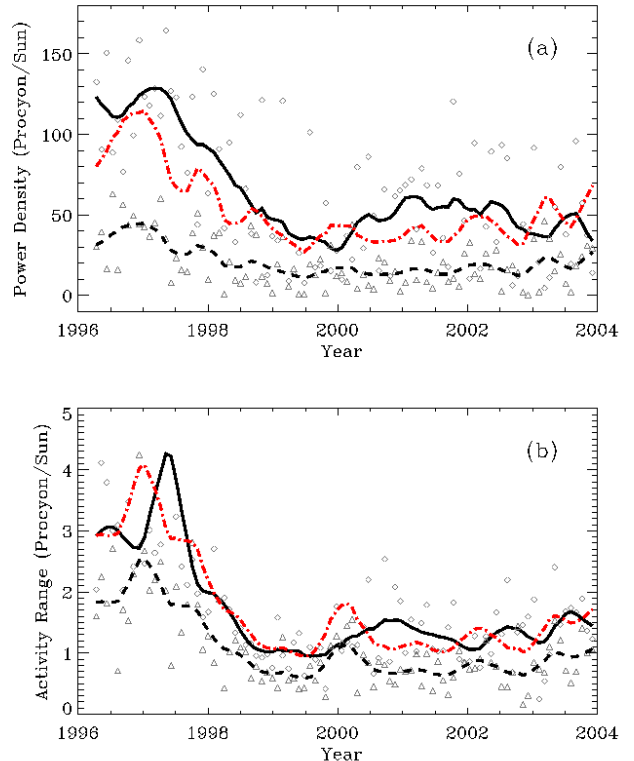 (a)
Power Density (Procyon/Sun)
150
100
50
0
1996 1998 2000 2002 2004
Year
(b)
Activity Range (Procyon/Sun)
5
4
3
2
1
0
1996 1998 2000 2002 2004
Year